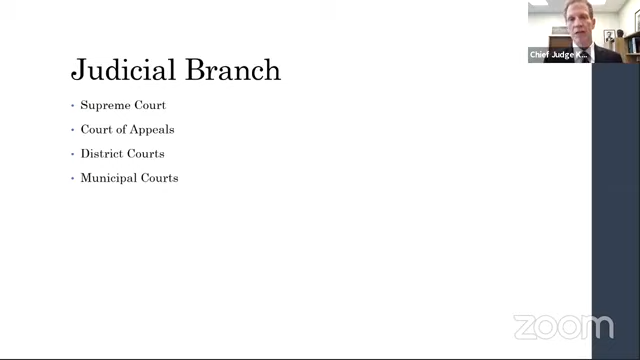 Chief Judge K...
Judicial Branch
• Supreme Court
• Court of Appeals
• District Courts
• Municipal Courts
zoom